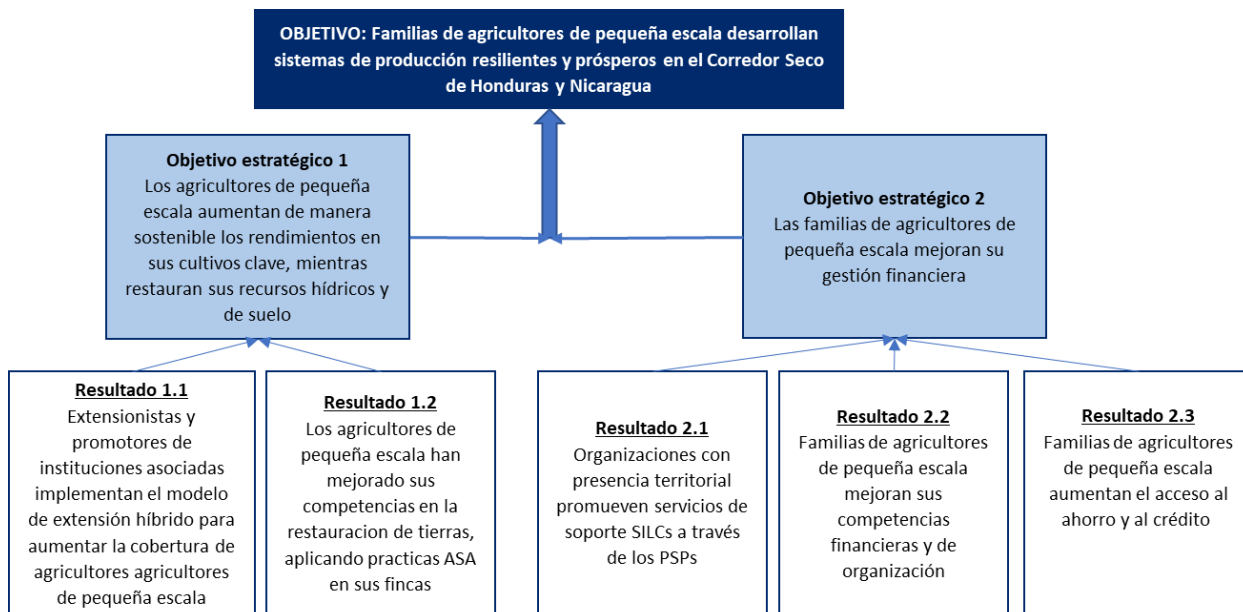 OBJETIVO: Familias de agricultores de pequeña escala desarrollan
sistemas de producción resilientes y prósperos en el Corredor Seco
de Honduras y Nicaragua
Objetivo estratégico 1
Los agricultores de pequeña
escala aumentan de manera
sostenible los rendimientos en
sus cultivos clave, mientras
restauran sus recursos hídricos y
de suelo
Objetivo estratégico 2
Las familias de agricultores de
pequeña escala mejoran su
gestión financiera
Resultado 1.1
Extensionistas y
promotores de
instituciones asociadas
implementan el modelo
de extensión híbrido para
aumentar la cobertura de
agricultores agricultores
de pequeña escala
Resultado 1.2
Los agricultores de
pequeña escala han
mejorado sus
competencias en la
restauracion de tierras,
aplicando practicas ASA
en sus fincas
Resultado 2.1
Organizaciones con
presencia territorial
promueven servicios de
soporte SILCs a través
de los PSPs
Resultado 2.2
Familias de agricultores
de pequeña escala
mejoran sus
competencias
financieras y de
organización
Resultado 2.3
Familias de agricultores
de pequeña escala
aumentan el acceso al
ahorro y al crédito